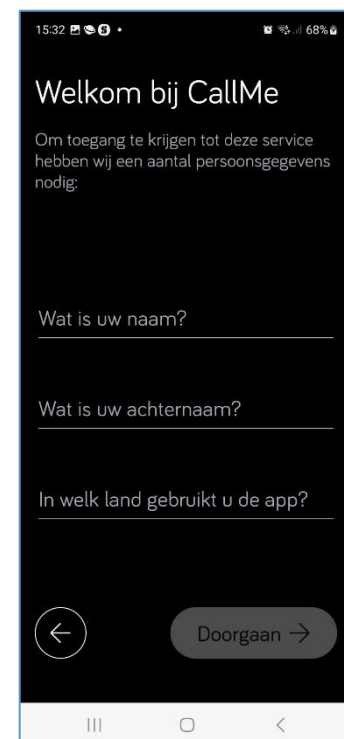 15:32
68%
Welkom bij CallMe
Om toegang te krijgen tot deze service
hebben wij een aantal persoonsgegevens
nodig:
Wat is uw naam?
Wat is uw achternaam?
In welk land gebruikt u de app?
Doorgaan